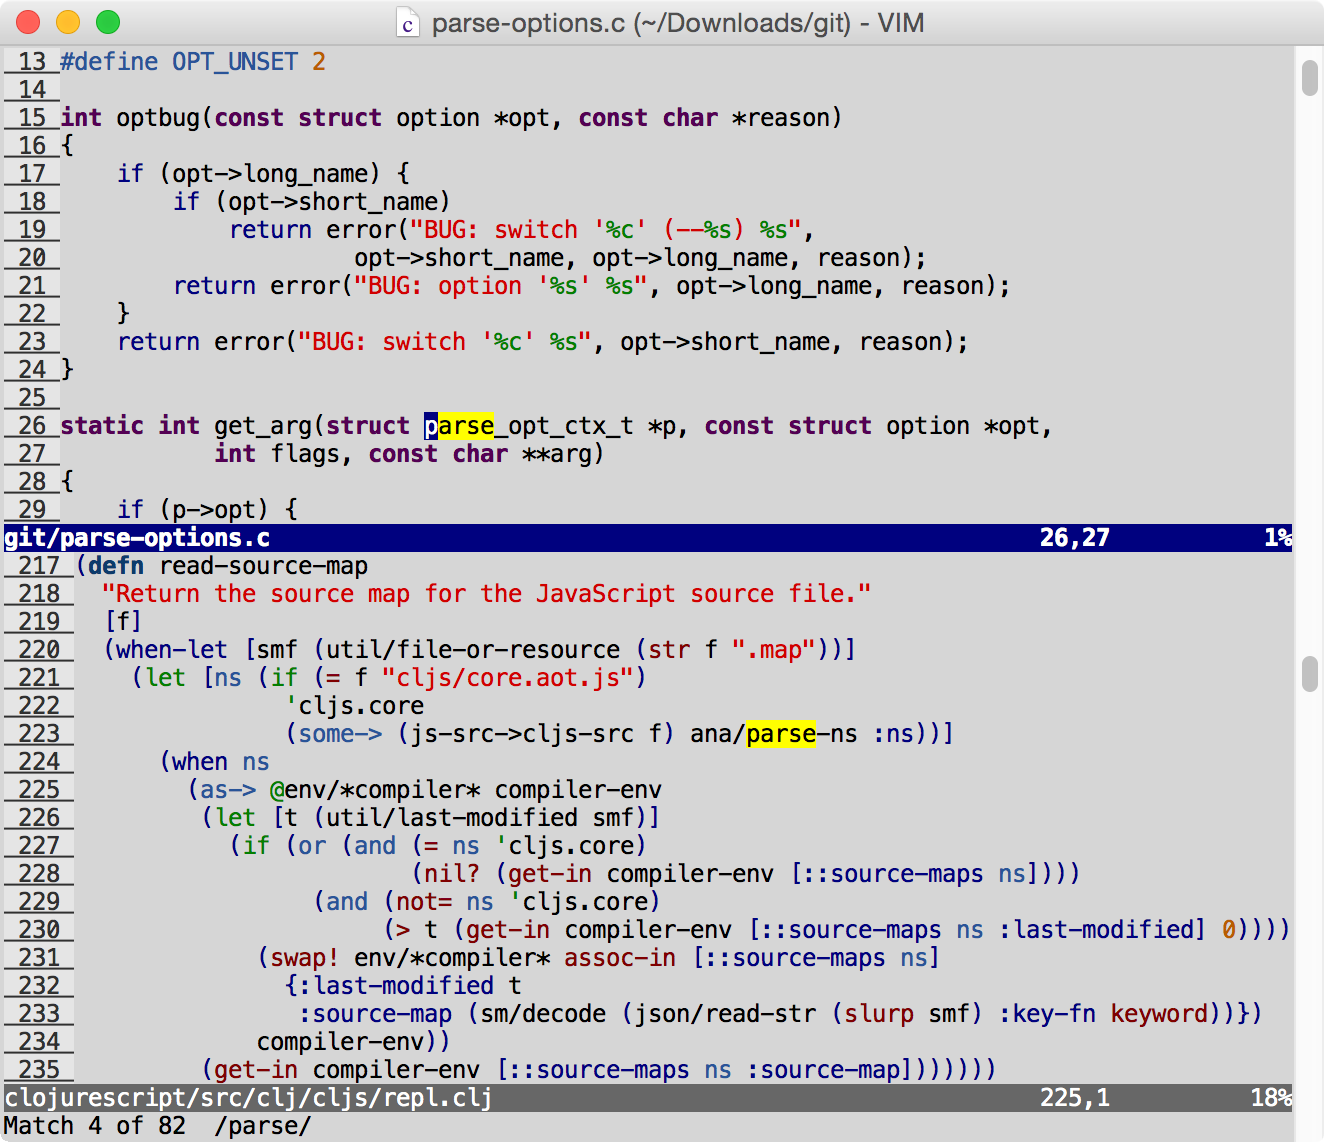 c parse-options.c (~/Downloads/git) - VIM
13 #define OPT_UNSET 2
14
15 int optbug(const struct option *opt, const char *reason)
16 {
17     if (opt->long_name) {
18         if (opt->short_name)
19             return error("BUG: switch '%c' (--%s) %s",
20                      opt->short_name, opt->long_name, reason);
21         return error("BUG: option '%s' %s", opt->long_name, reason);
22     }
23     return error("BUG: switch '%c' %s", opt->short_name, reason);
24 }
25
26 static int get_arg(struct parse_opt_ctx_t *p, const struct option *opt,
27            int flags, const char **arg)
28 {
29     if (p->opt) {
git/parse-options.c 26,27 1%
217 (defn read-source-map
218   "Return the source map for the JavaScript source file."
219   [f]
220   (when-let [smf (util/file-or-resource (str f ".map"))]
221     (let [ns (if (= f "cljs/core.aot.js")
222                'cljs.core
223                (some-> (js-src->cljs-src f) ana/parse-ns :ns))]
224       (when ns
225         (as-> @env/*compiler* compiler-env
226          (let [t (util/last-modified smf)]
227            (if (or (and (= ns 'cljs.core)
228                         (nil? (get-in compiler-env [::source-maps ns])))
229                  (and (not= ns 'cljs.core)
230                       (> t (get-in compiler-env [::source-maps ns :last-modified] 0))))
231              (swap! env/*compiler* assoc-in [::source-maps ns]
232                {:last-modified t
233                 :source-map (sm/decode (json/read-str (slurp smf) :key-fn keyword))})
234              compiler-env))
235          (get-in compiler-env [::source-maps ns :source-map]))))))
clojurescript/src/clj/cljs/repl.clj 225,1 18%
Match 4 of 82  /parse/